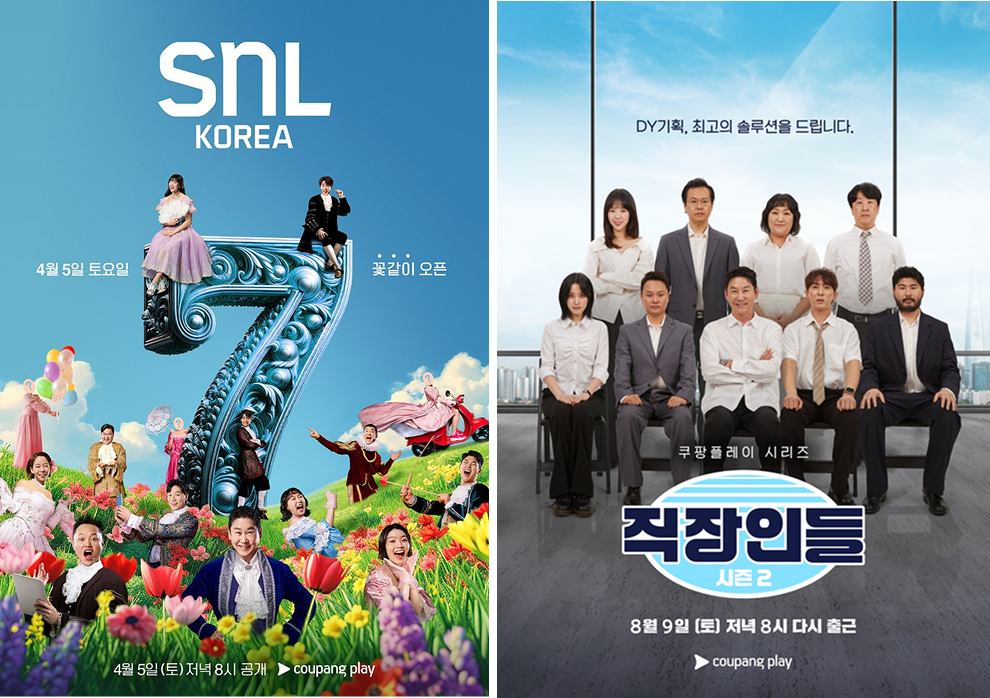 SNL
KOREA
7
4월 5일 토요일
꽃같이 오픈
4월 5일 (토) 저녁 8시 공개 coupang play
DY기획, 최고의 솔루션을 드립니다.
쿠팡플레이 시리즈
직장인들
시즌 2
8월 9일 (토) 저녁 8시 다시 출근
coupang play